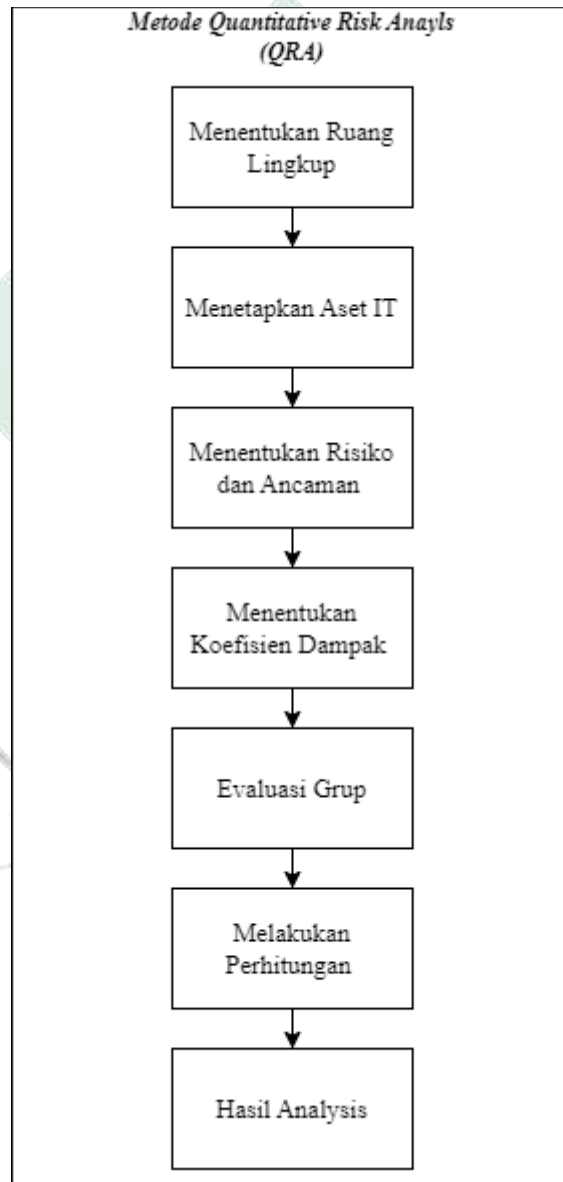 Metode Quantitative Risk Anayls
(QRA)
Menentukan Ruang
Lingkup
Menetapkan Aset IT
Menentukan Risiko
dan Ancaman
Menentukan
Koefisien Dampak
Evaluasi Grup
Melakukan
Perhitungan
Hasil Analysis